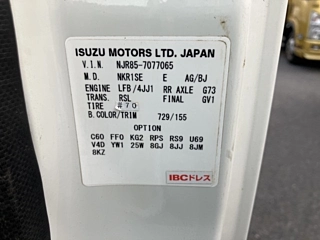 ISUZU MOTORS LTD. JAPAN
V.I.N. NJR85-7077065
M.D. NKR1SE E AG/BJ
ENGINE LFB /4JJ1 RR AXLE G73
TRANS. RSL FINAL GV1
TIRE #70
B.COLOR/TRIM 729/155
OPTION
C60 FF0 KG2 RPS RS9 U69
V4D YW1 25W 8GJ 8JJ 8JM
8KZ
IBCドレス